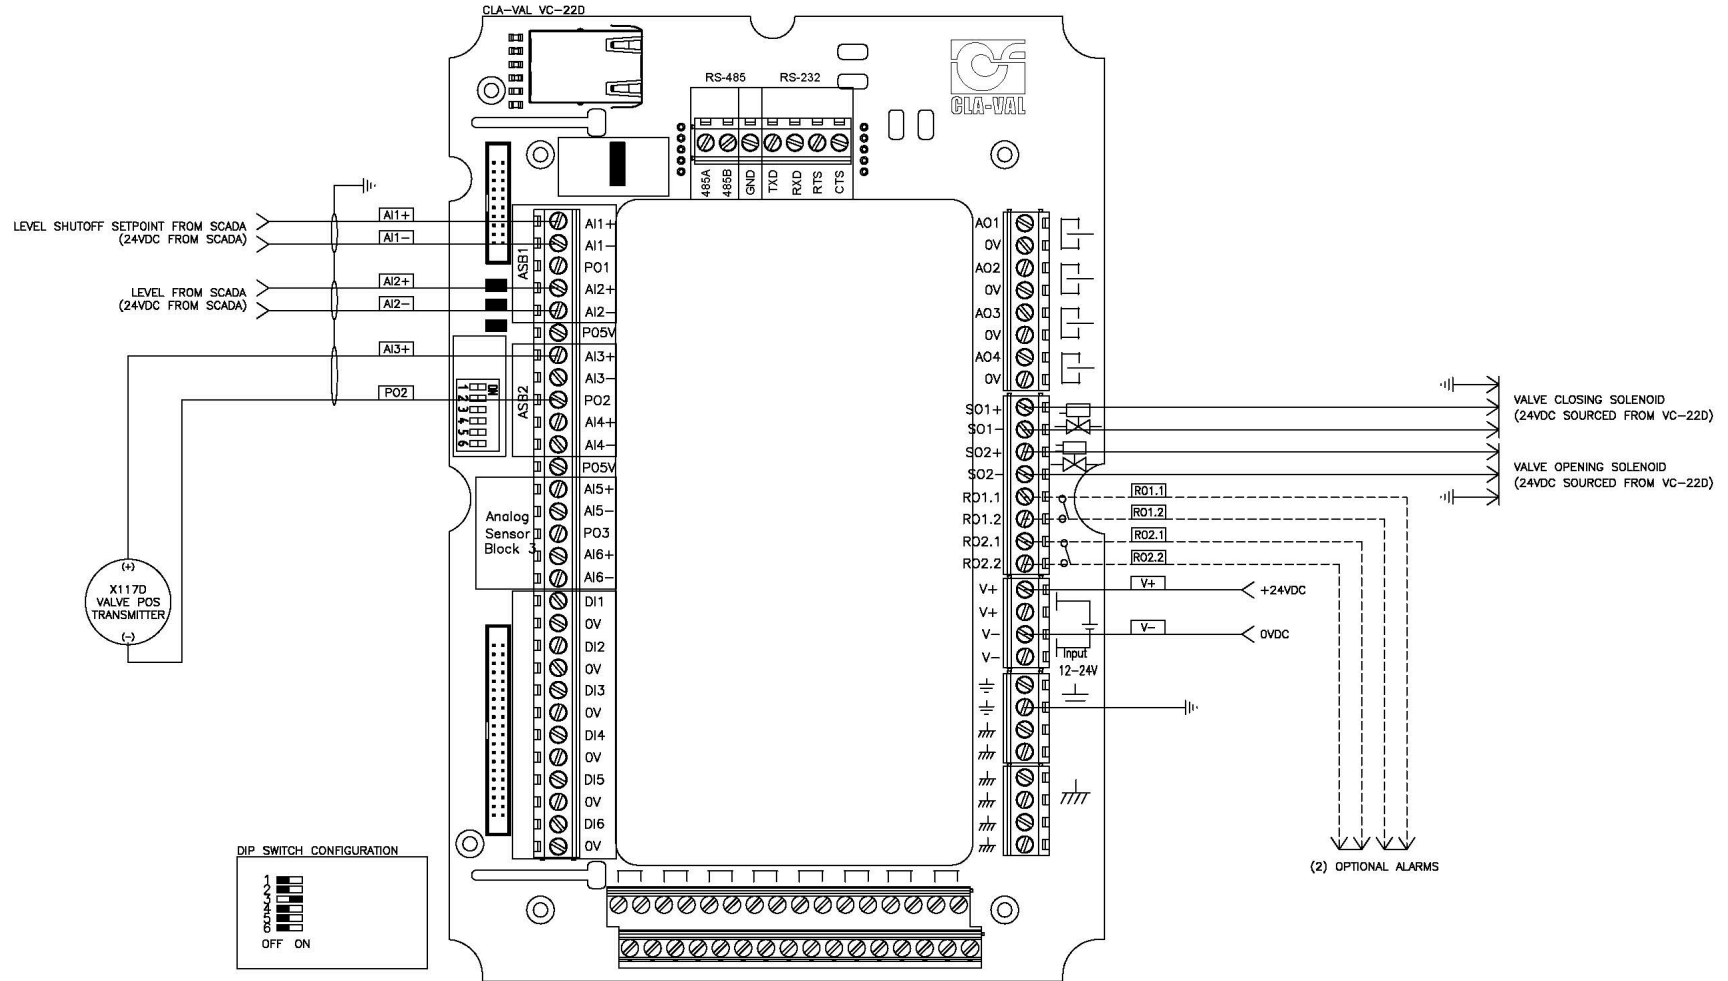 CLA-VAL VC-22D
RS-485
RS-232
CLA-VAL
485A
485B
GND
TXD
RXD
RTS
CTS
LEVEL SHUTOFF SETPOINT FROM SCADA
(24VDC FROM SCADA)
AI1+
AI1-
LEVEL FROM SCADA
(24VDC FROM SCADA)
AI2+
AI2-
AI3+
PO2
ASB1
AI1+
AI1-
PO1
AI2+
AI2-
PO5V
ASB2
AI3+
AI3-
PO2
AI4+
AI4-
PO5V
ON
1
2
3
4
5
6
Analog
Sensor
Block 3
AI5+
AI5-
PO3
AI6+
AI6-
DI1
0V
DI2
0V
DI3
0V
DI4
0V
DI5
0V
DI6
0V
(+)
X117D
VALVE POS
TRANSMITTER
(-)
AO1
0V
AO2
0V
AO3
0V
AO4
0V
SO1+
SO1-
SO2+
SO2-
RO1.1
RO1.2
RO2.1
RO2.2
V+
V+
V-
V-
Input
12-24V
VALVE CLOSING SOLENOID
(24VDC SOURCED FROM VC-22D)
VALVE OPENING SOLENOID
(24VDC SOURCED FROM VC-22D)
RO1.1
RO1.2
RO2.1
RO2.2
V+
+24VDC
V-
0VDC
(2) OPTIONAL ALARMS
DIP SWITCH CONFIGURATION
1
2
3
4
5
6
OFF ON